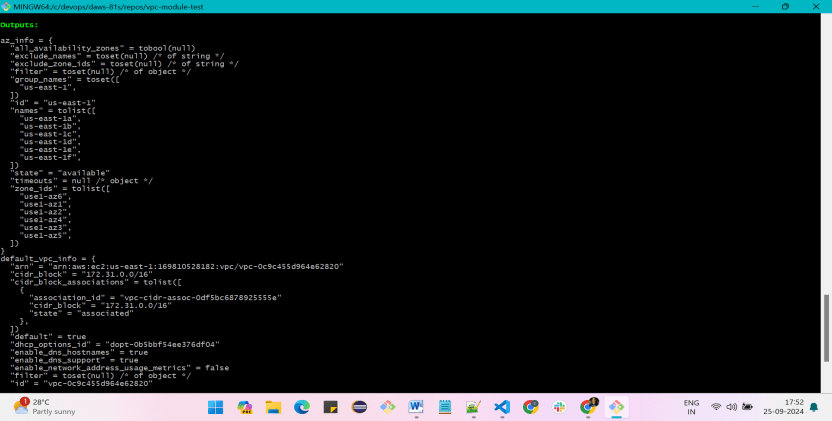 MINGW64:/c/devops/daws-81s/repos/vpc-module-test
Outputs:
az_info = {
  "all_availability_zones" = tobool(null)
  "exclude_names" = toset(null) /* of string */
  "exclude_zone_ids" = toset(null) /* of string */
  "filter" = toset(null) /* of object */
  "group_names" = toset([
    "us-east-1",
  ])
  "id" = "us-east-1"
  "names" = tolist([
    "us-east-1a",
    "us-east-1b",
    "us-east-1c",
    "us-east-1d",
    "us-east-1e",
    "us-east-1f",
  ])
  "state" = "available"
  "timeouts" = null /* object */
  "zone_ids" = tolist([
    "use1-az6",
    "use1-az1",
    "use1-az2",
    "use1-az4",
    "use1-az3",
    "use1-az5",
  ])
}
default_vpc_info = {
  "arn" = "arn:aws:ec2:us-east-1:169810528182:vpc/vpc-0c9c455d964e62820"
  "cidr_block" = "172.31.0.0/16"
  "cidr_block_associations" = tolist([
    {
      "association_id" = "vpc-cidr-assoc-0df5bc6878925555e"
      "cidr_block" = "172.31.0.0/16"
      "state" = "associated"
    },
  ])
  "default" = true
  "dhcp_options_id" = "dopt-0b5bbf54ee376df04"
  "enable_dns_hostnames" = true
  "enable_dns_support" = true
  "enable_network_address_usage_metrics" = false
  "filter" = toset(null) /* of object */
  "id" = "vpc-0c9c455d964e62820"
1
28°C
Partly sunny
PRE
W
ENG
IN
17:52
25-09-2024